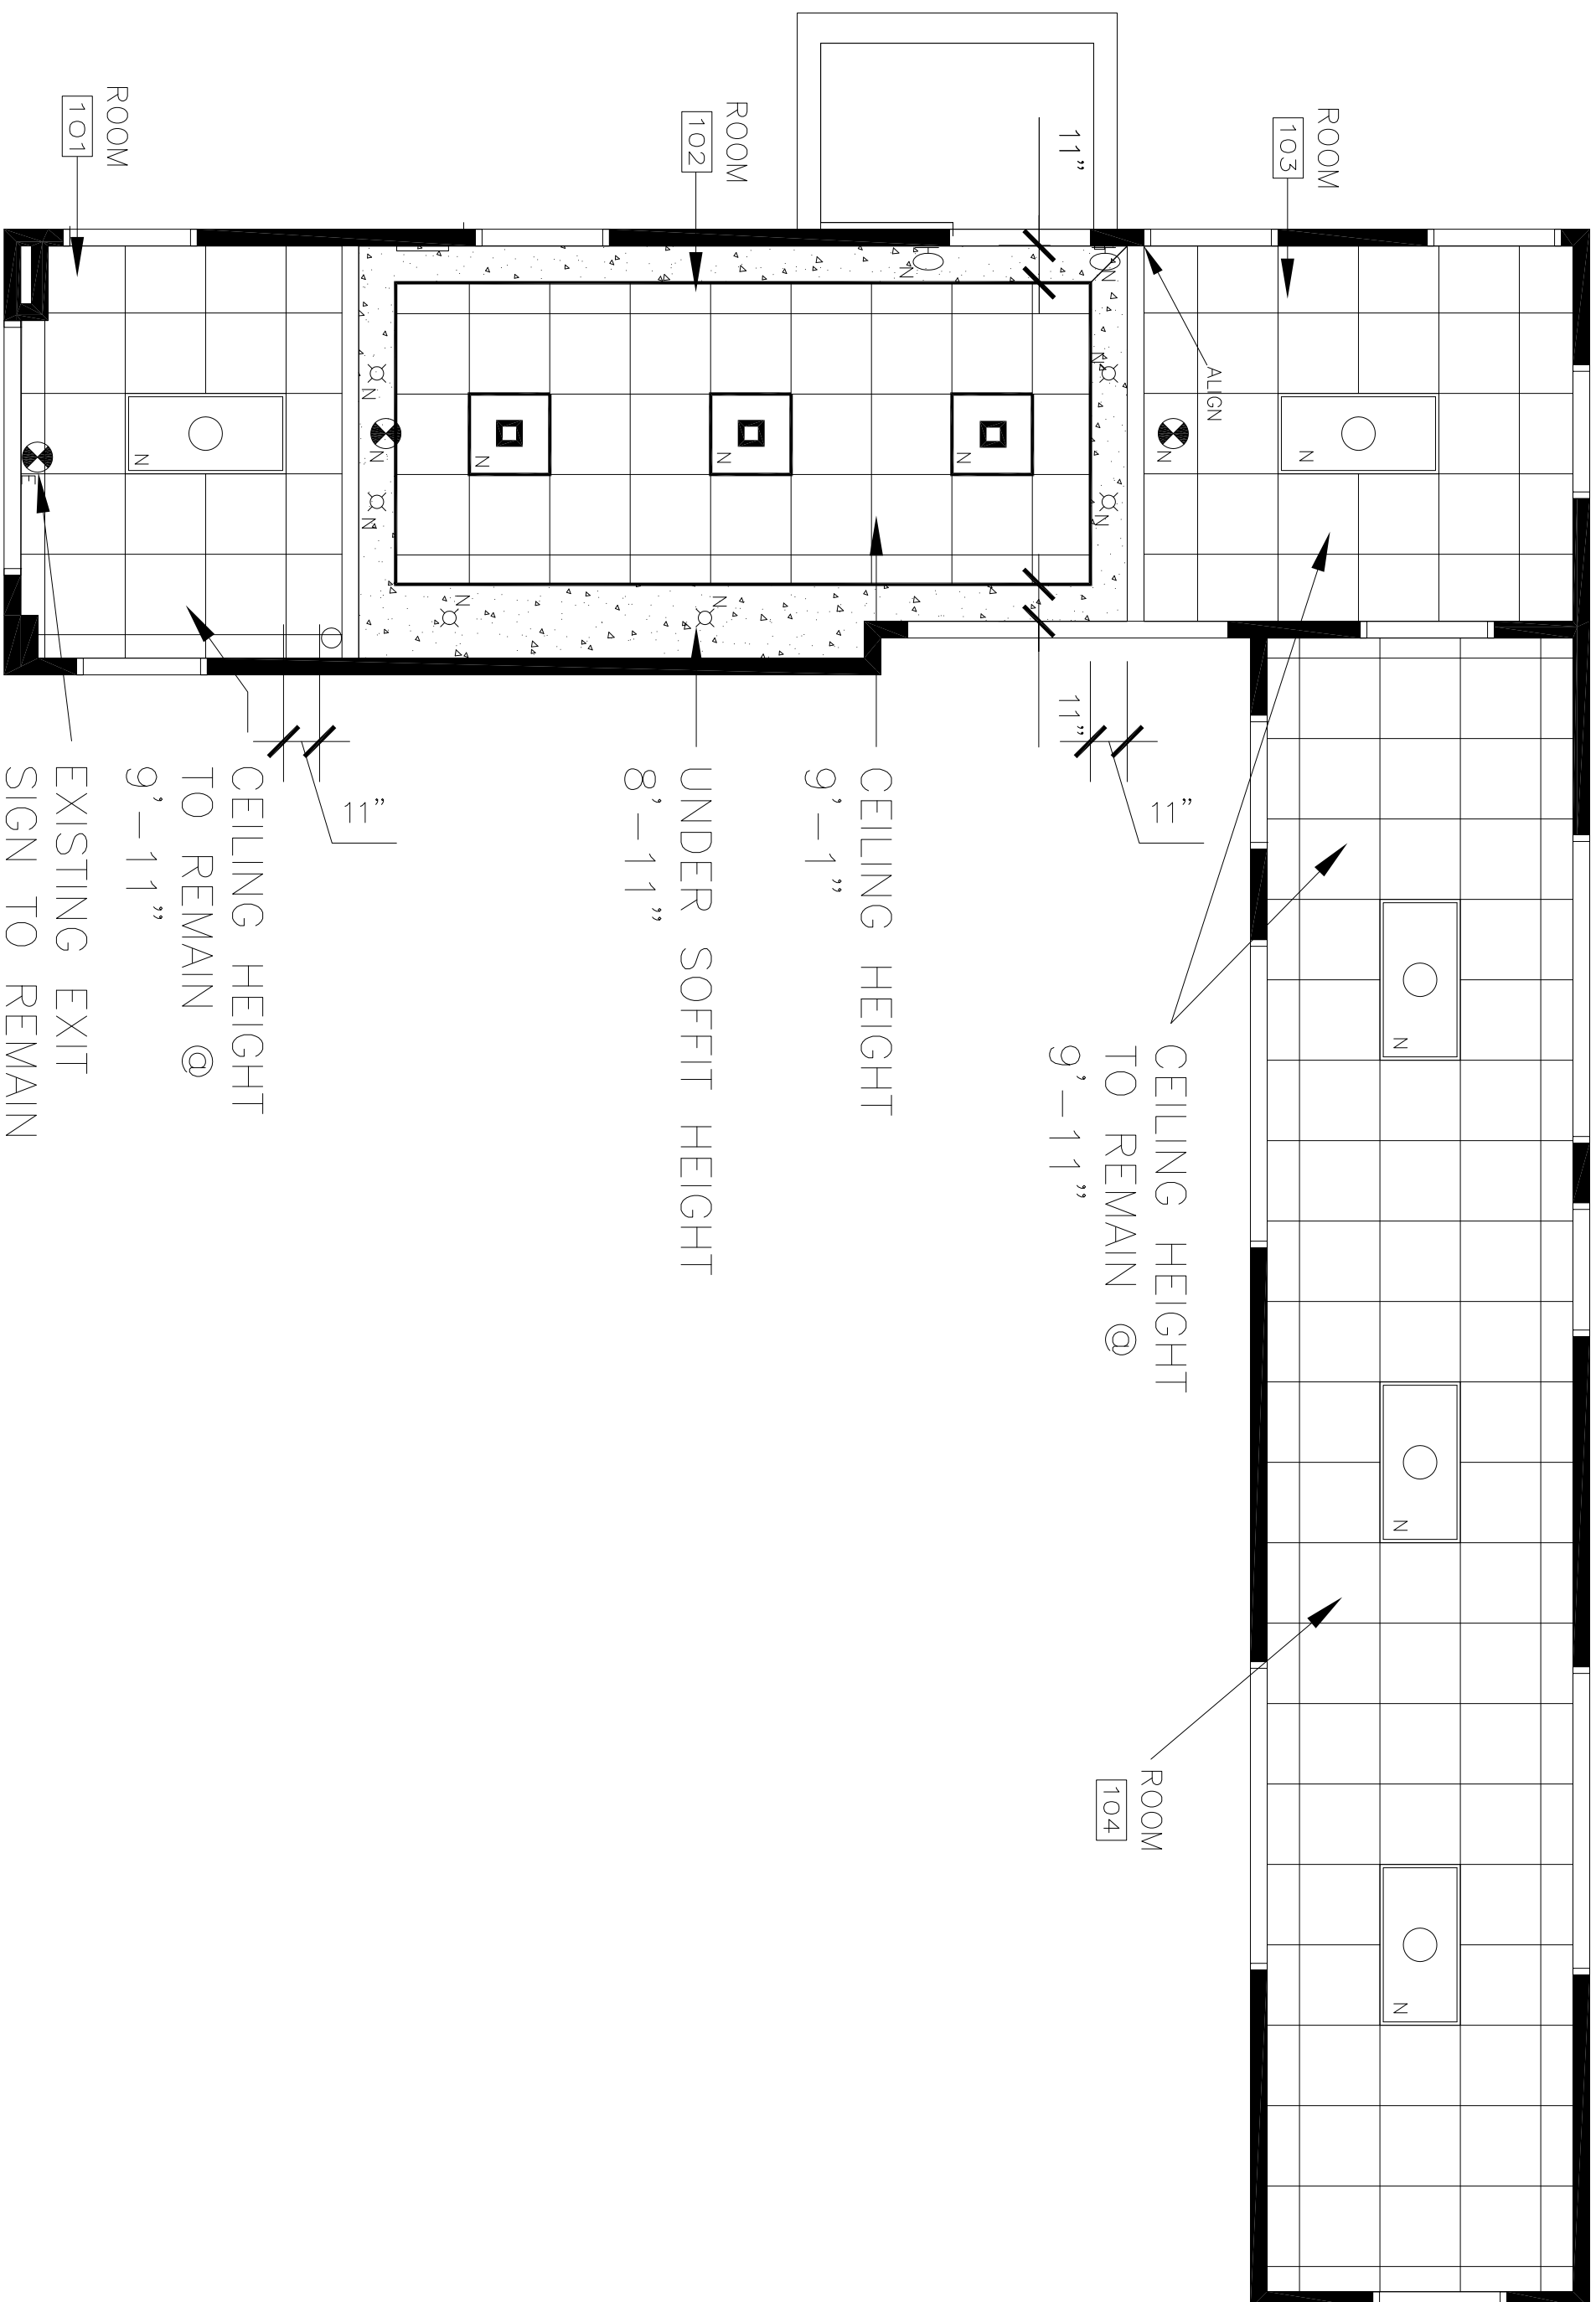 ROOM
103
N
N
N
N
N
ALIGN
N
ROOM
104
CEILING HEIGHT
TO REMAIN @
9'-11"
11"
11"
11"
N
N
N
N
N
CEILING HEIGHT
9'-1"
ROOM
102
N
N
N
UNDER SOFFIT HEIGHT
8'-11"
N
N
N
N
11"
CEILING HEIGHT
TO REMAIN @
9'-11"
ROOM
101
N
E
EXISTING EXIT
SIGN TO REMAIN